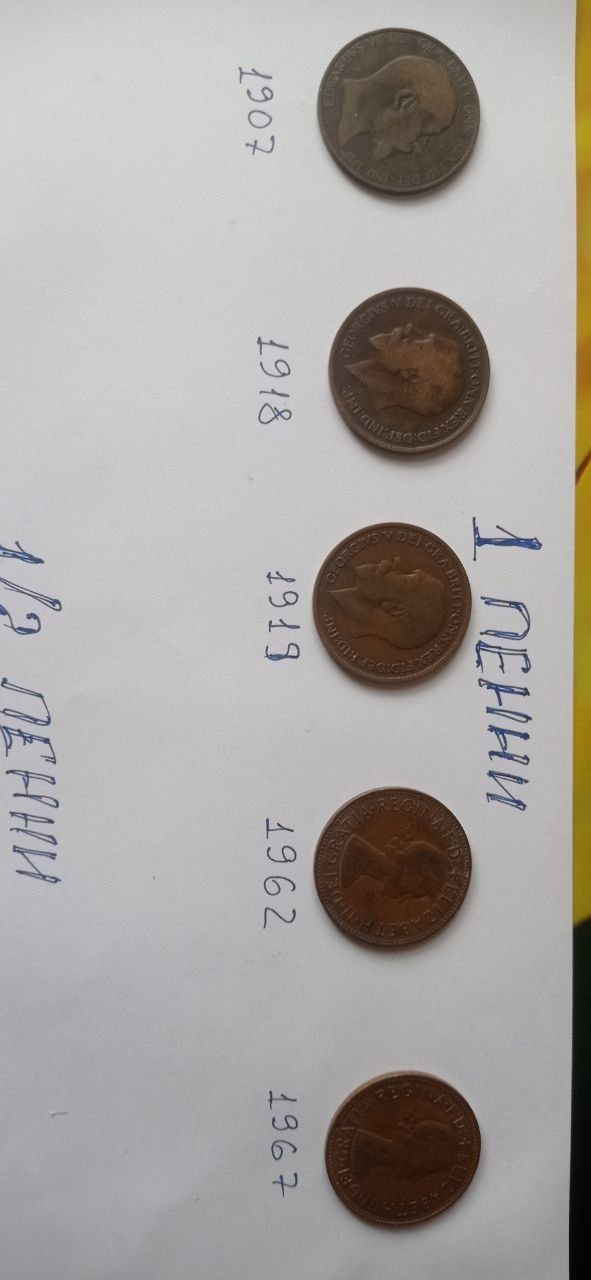 1 ПЕННИ
EDWARDVS VII DEI GRA: BRITT: OMN: REX FID: DEF: IND: IMP:
GEORGIVS V DEI GRA: BRITT: OMN: REX FID: DEF: IND: IMP:
GEORGIVS V DEI GRA: BRITT: OMN: REX FID: DEF: IND: IMP:
+ELIZABETH·II·DEI·GRATIA·REGINA·F:D:
+ELIZABETH·II·DEI·GRATIA·REGINA·F:D:
1907
1918
1919
1962
1967
1/2 ПЕННИ